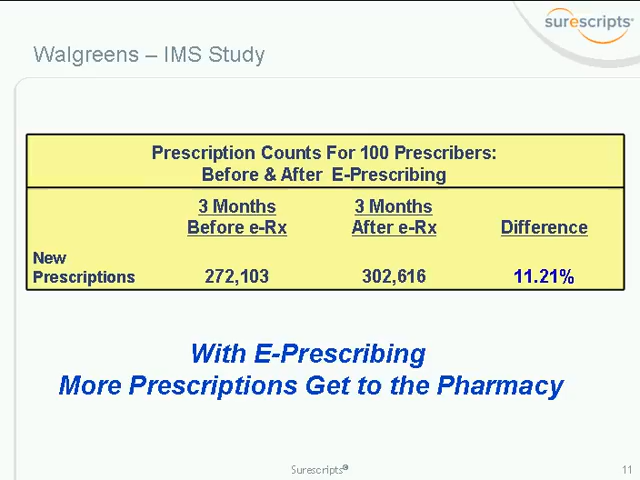 surescripts
Walgreens – IMS Study
Prescription Counts For 100 Prescribers:
Before & After E-Prescribing
3 Months
Before e-Rx
3 Months
After e-Rx
Difference
New
Prescriptions
272,103
302,616
11.21%
With E-Prescribing
More Prescriptions Get to the Pharmacy
Surescripts®
11